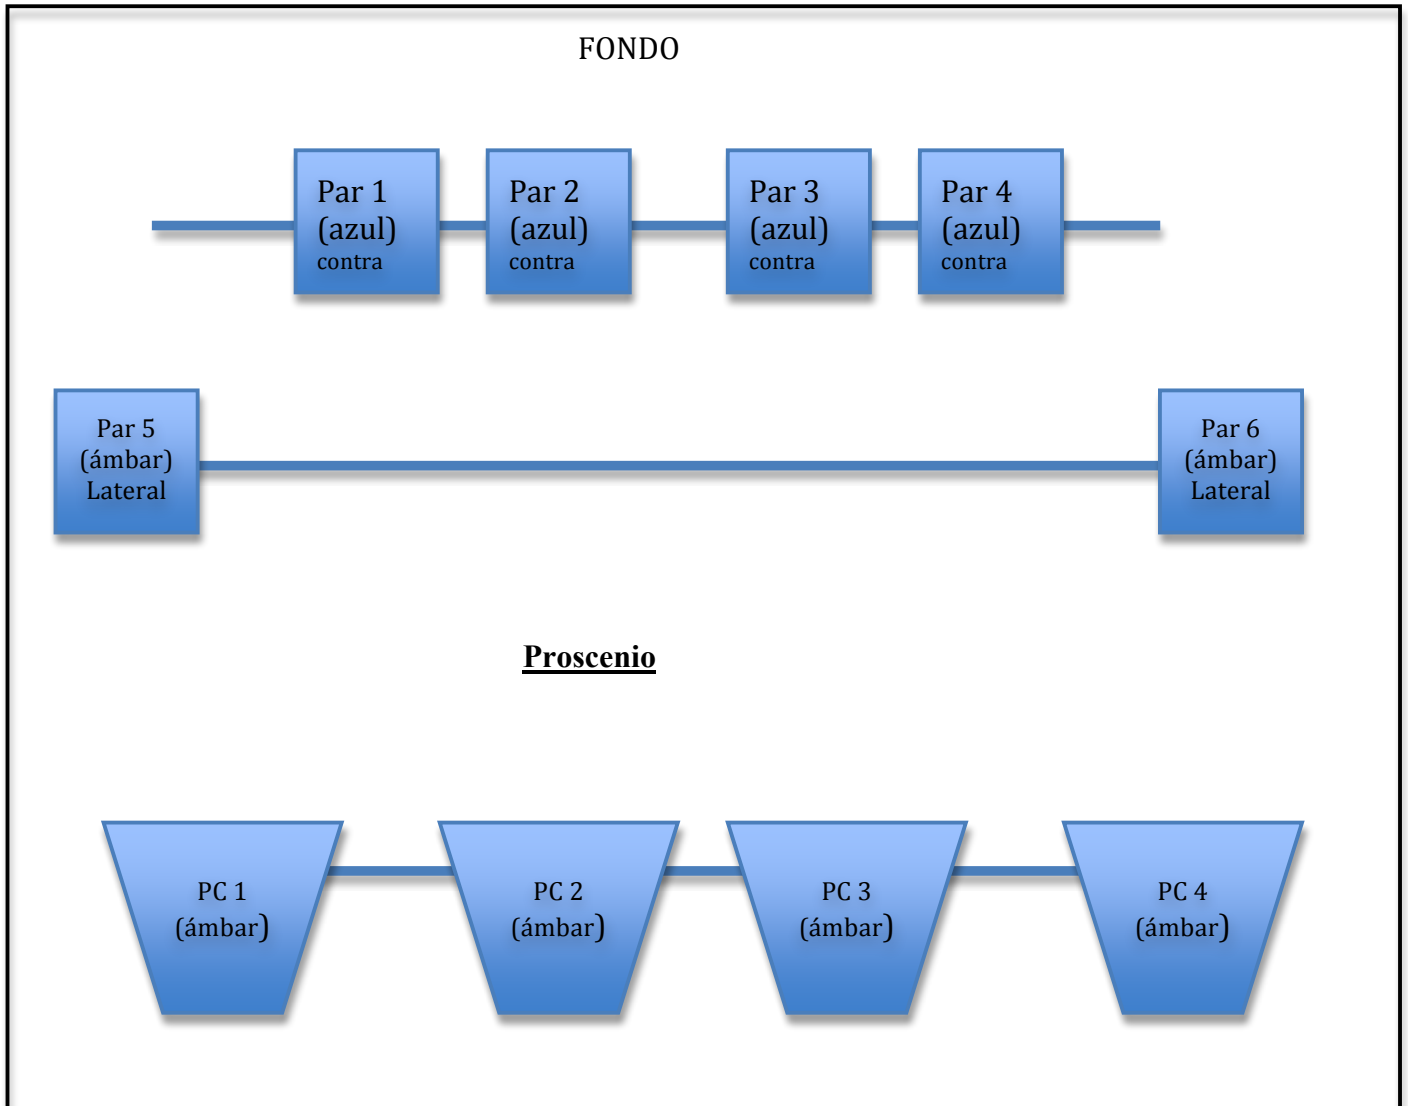 FONDO
Par 1
(azul)
contra
Par 2
(azul)
contra
Par 3
(azul)
contra
Par 4
(azul)
contra
Par 5
(ámbar)
Lateral
Par 6
(ámbar)
Lateral
Proscenio
PC 1
(ámbar)
PC 2
(ámbar)
PC 3
(ámbar)
PC 4
(ámbar)